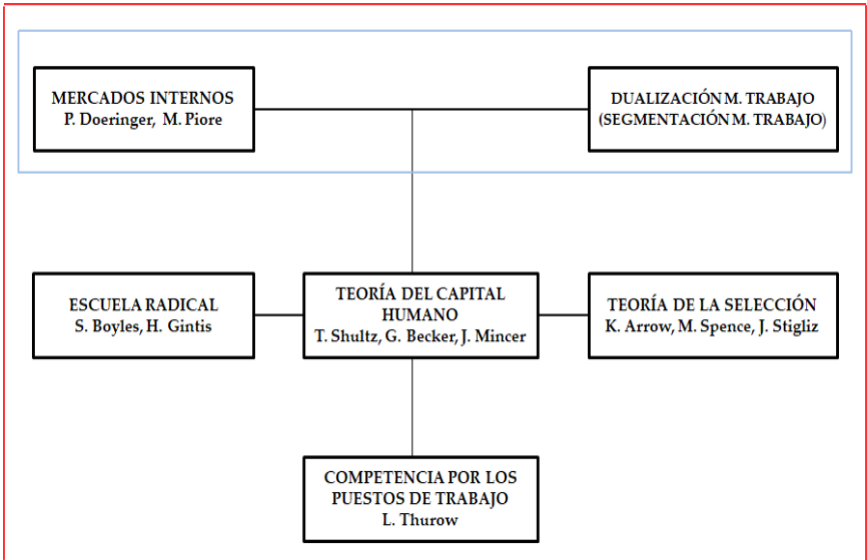 MERCADOS INTERNOS
P. Doeringer, M. Piore
DUALIZACIÓN M. TRABAJO
(SEGMENTACIÓN M. TRABAJO)
ESCUELA RADICAL
S. Boyles, H. Gintis
TEORÍA DEL CAPITAL
HUMANO
T. Shultz, G. Becker, J. Mincer
TEORÍA DE LA SELECCIÓN
K. Arrow, M. Spence, J. Stigliz
COMPETENCIA POR LOS
PUESTOS DE TRABAJO
L. Thurow